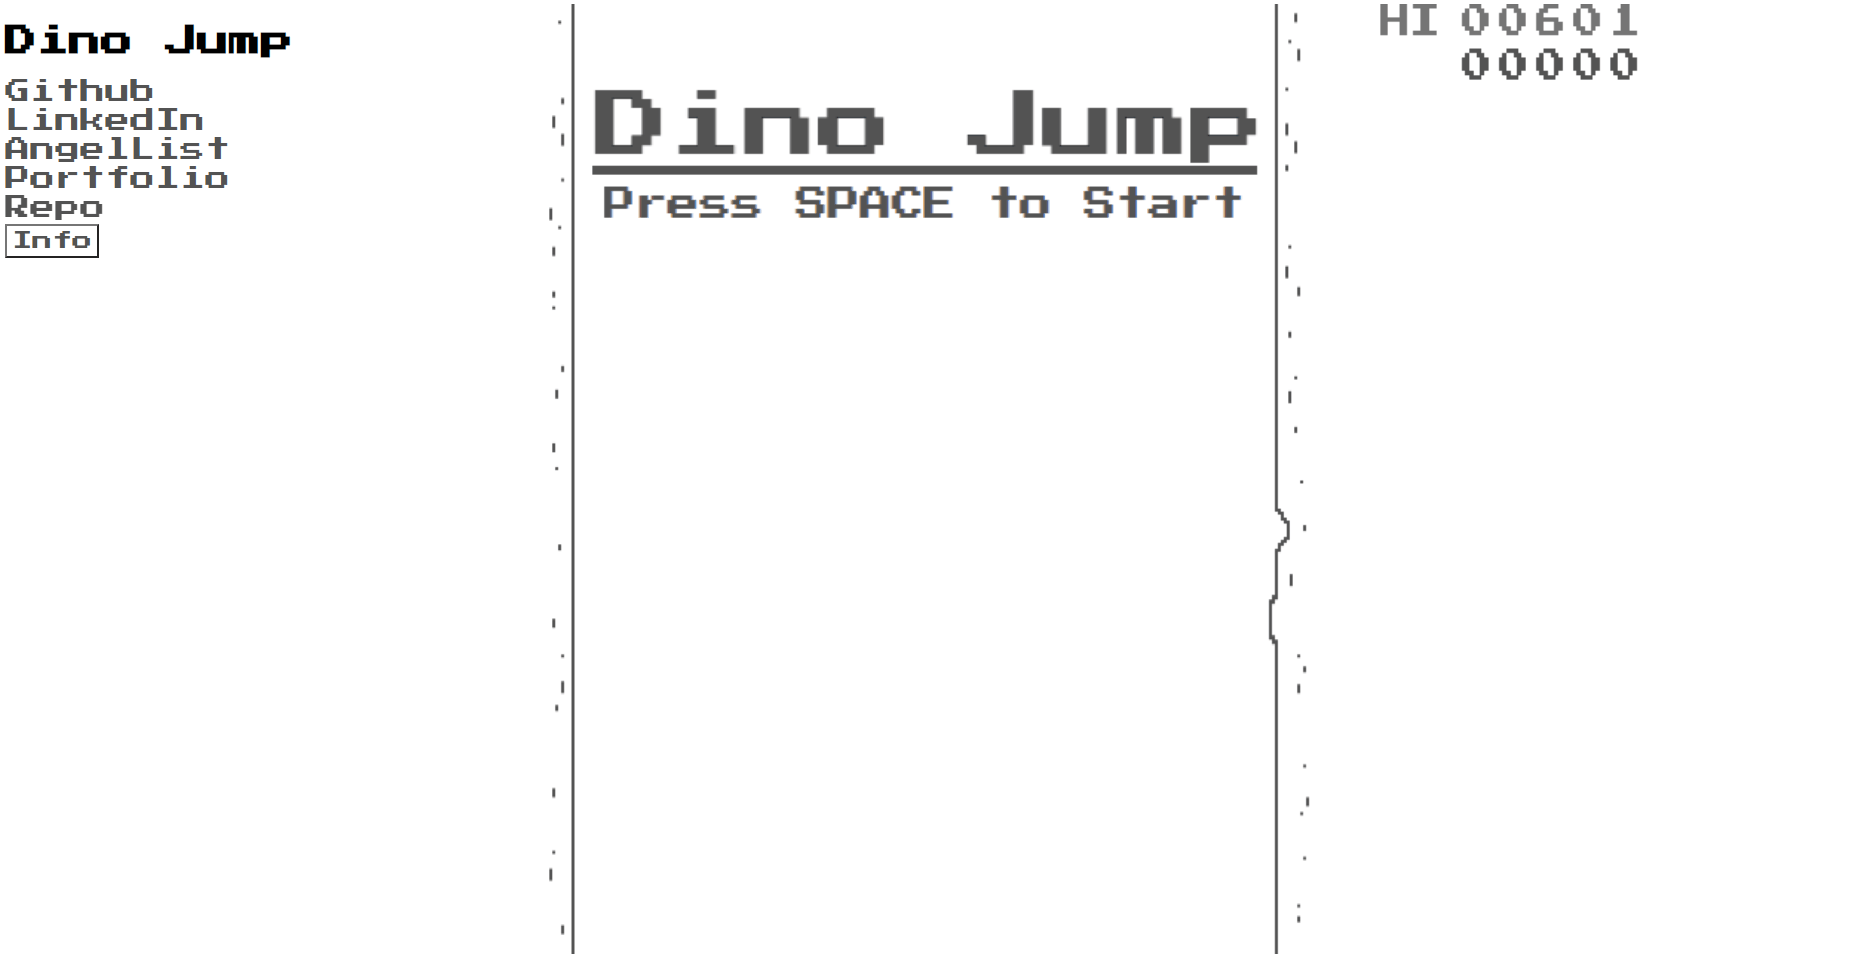 Dino Jump
Github
LinkedIn
AngelList
Portfolio
Repo
Info
Dino Jump
Press SPACE to Start
HI 00601
00000